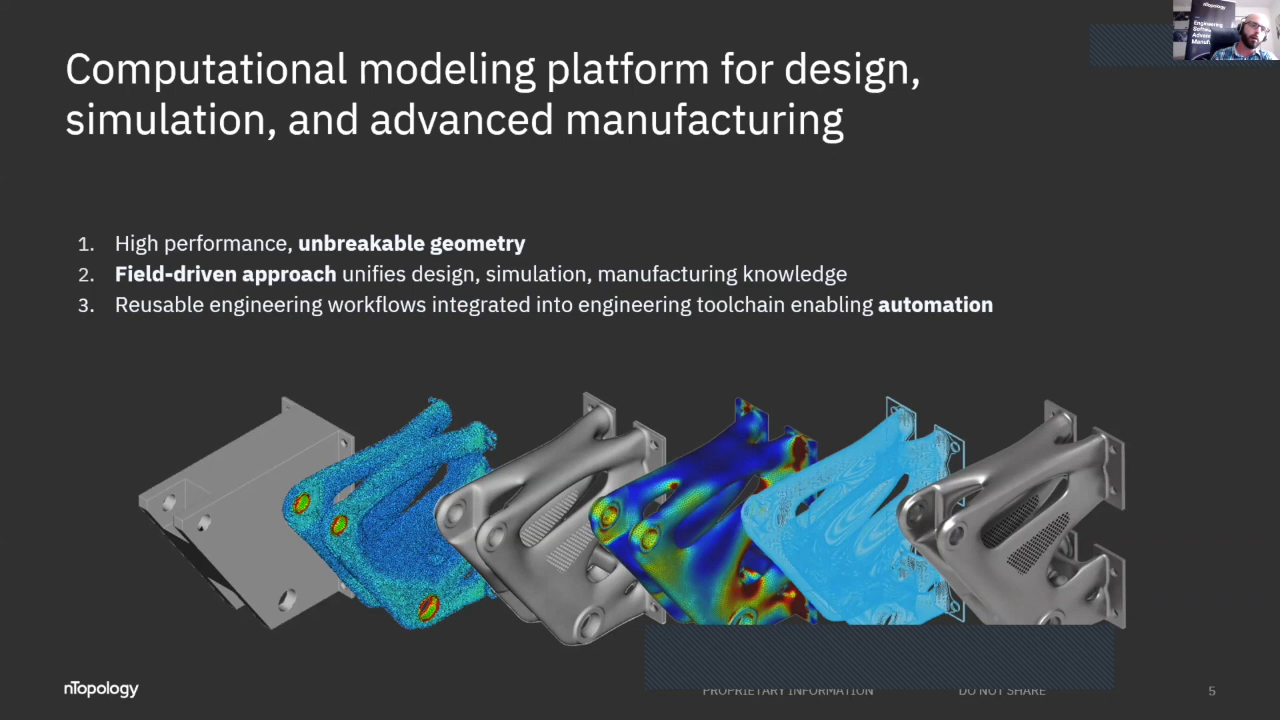 nTopology
Engineering
Computational modeling platform for design,
simulation, and advanced manufacturing
1. High performance, unbreakable geometry
2. Field-driven approach unifies design, simulation, manufacturing knowledge
3. Reusable engineering workflows integrated into engineering toolchain enabling automation
nTopology
PROPRIETARY INFORMATION
DO NOT SHARE
5